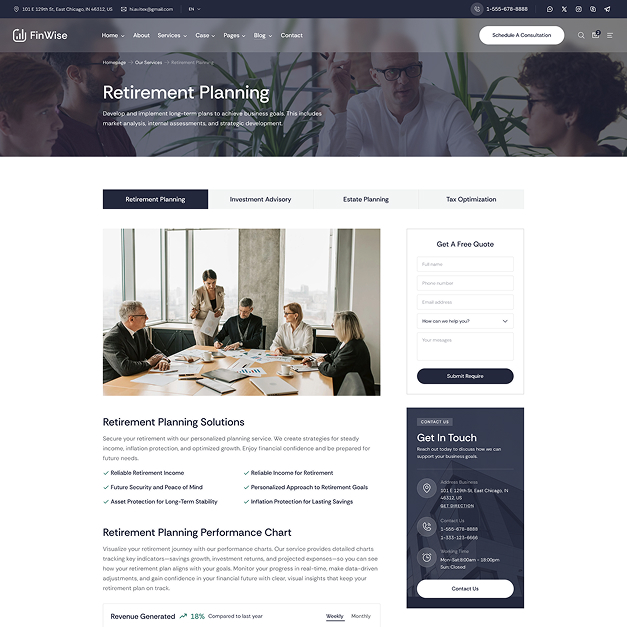 101 E 129th St, East Chicago, IN 46312, US
hi.avitex@gmail.com
EN
1-555-678-8888
FinWise
Home
About
Services
Case
Pages
Blog
Contact
Schedule A Consultation
Homepage
Our Services
Retirement Planning
Retirement Planning
Develop and implement long-term plans to achieve business goals. This includes
market analysis, internal assessments, and strategic development.
Retirement Planning
Investment Advisory
Estate Planning
Tax Optimization
Get A Free Quote
Full name
Phone number
Email address
How can we help you?
Your messges
Submit Require
Retirement Planning Solutions
Secure your retirement with our personalized planning service. We create strategies for steady
income, inflation protection, and optimized growth. Enjoy financial confidence and be prepared for
future needs.
Reliable Retirement Income
Reliable Income for Retirement
Future Security and Peace of Mind
Personalized Approach to Retirement Goals
Asset Protection for Long-Term Stability
Inflation Protection for Lasting Savings
CONTACT US
Get In Touch
Reach out today to discuss how we can
support your business goals.
Address Business
101 E 129th St, East Chicago, IN
46312, US
GET DIRECTION
Contact Us
1-555-678-8888
1-333-123-6666
Working Time
Mon-Sat: 8:00am - 18:00pm
Sun: Closed
Contact Us
Retirement Planning Performance Chart
Visualize your retirement journey with our performance charts. Our service provides detailed charts
tracking key indicators—savings growth, investment returns, and projected expenses—so you can see
how your retirement plan aligns with your goals. Monitor your progress in real-time, make data-driven
adjustments, and gain confidence in your financial future with clear, visual insights that keep your
retirement plan on track.
Revenue Generated
18%
Compared to last year
Weekly
Monthly